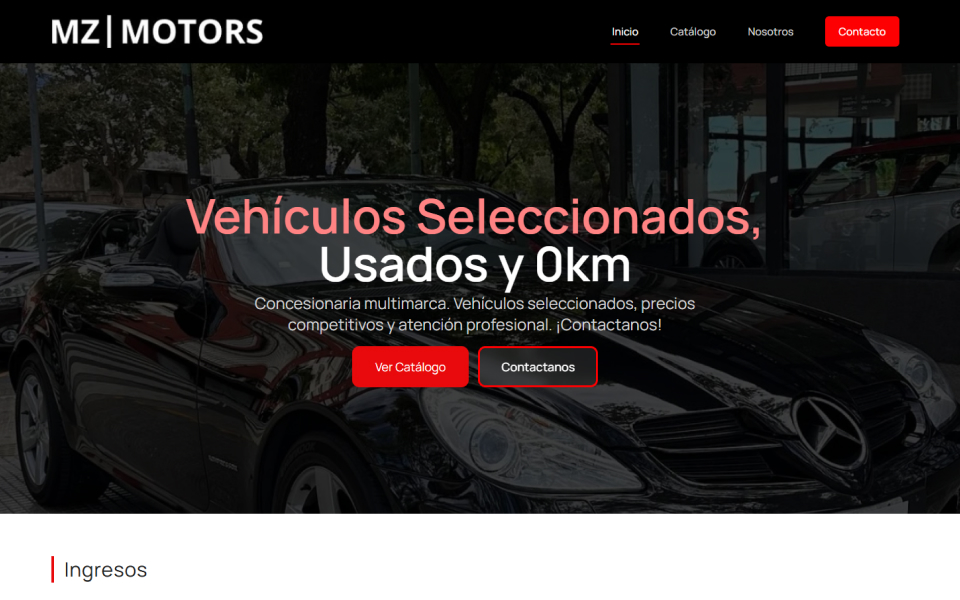 MZ|MOTORS
Inicio
Catálogo
Nosotros
Contacto
Vehículos Seleccionados,
Usados y 0km
Concesionaria multimarca. Vehículos seleccionados, precios
competitivos y atención profesional. ¡Contactanos!
Ver Catálogo
Contactanos
Ingresos